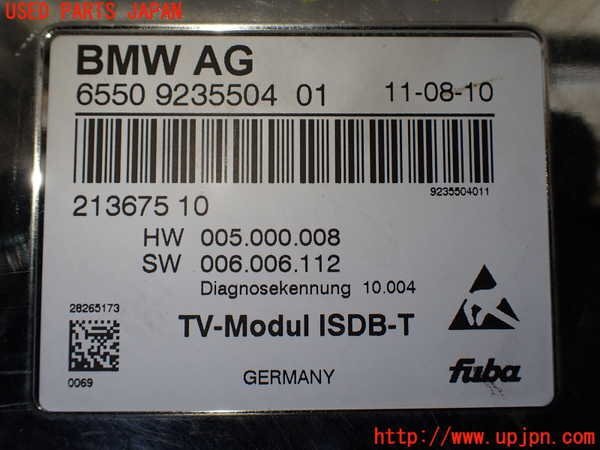 USED PARTS JAPAN
BMW AG
6550 9235504 01 11-08-10
9235504011
213675 10
HW 005.000.008
SW 006.006.112
Diagnosekennung 10.004
28265173
TV-Modul ISDB-T
0069
GERMANY
fuba
http://www.upjpn.com/